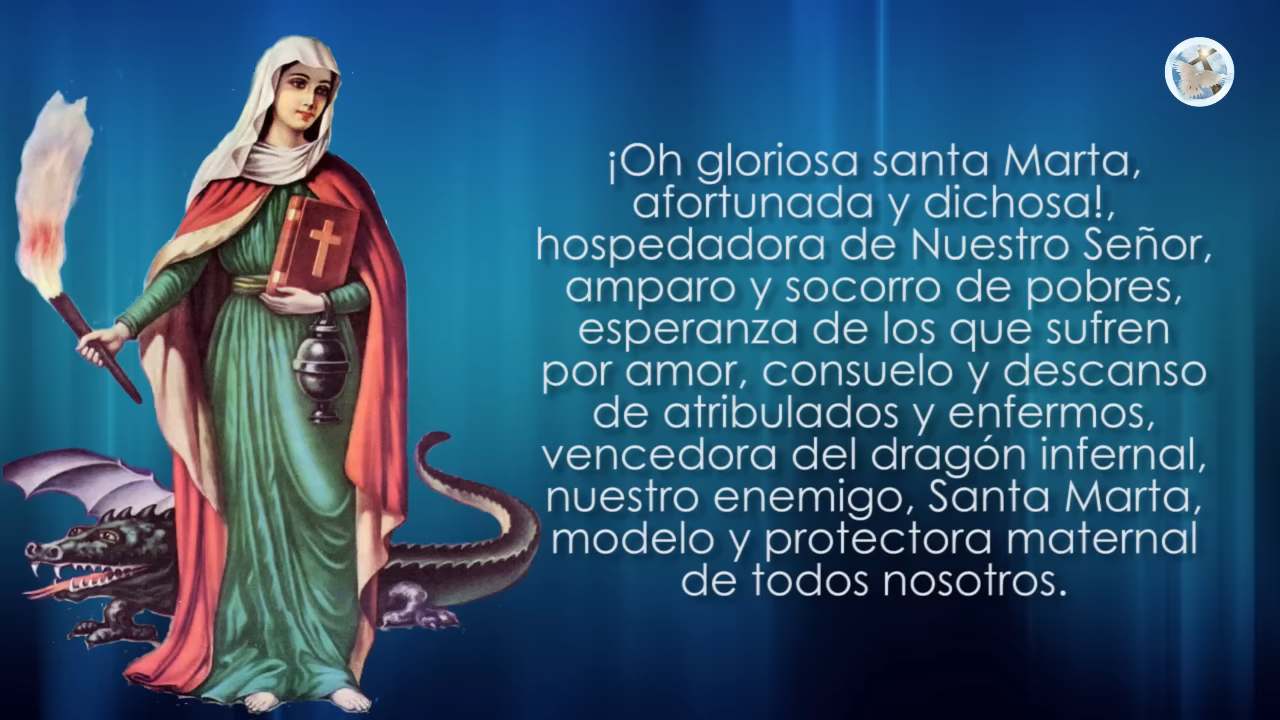 ¡Oh gloriosa santa Marta,
afortunada y dichosa!,
hospedadora de Nuestro Señor,
amparo y socorro de pobres,
esperanza de los que sufren
por amor, consuelo y descanso
de atribulados y enfermos,
vencedora del dragón infernal,
nuestro enemigo, Santa Marta,
modelo y protectora maternal
de todos nosotros.